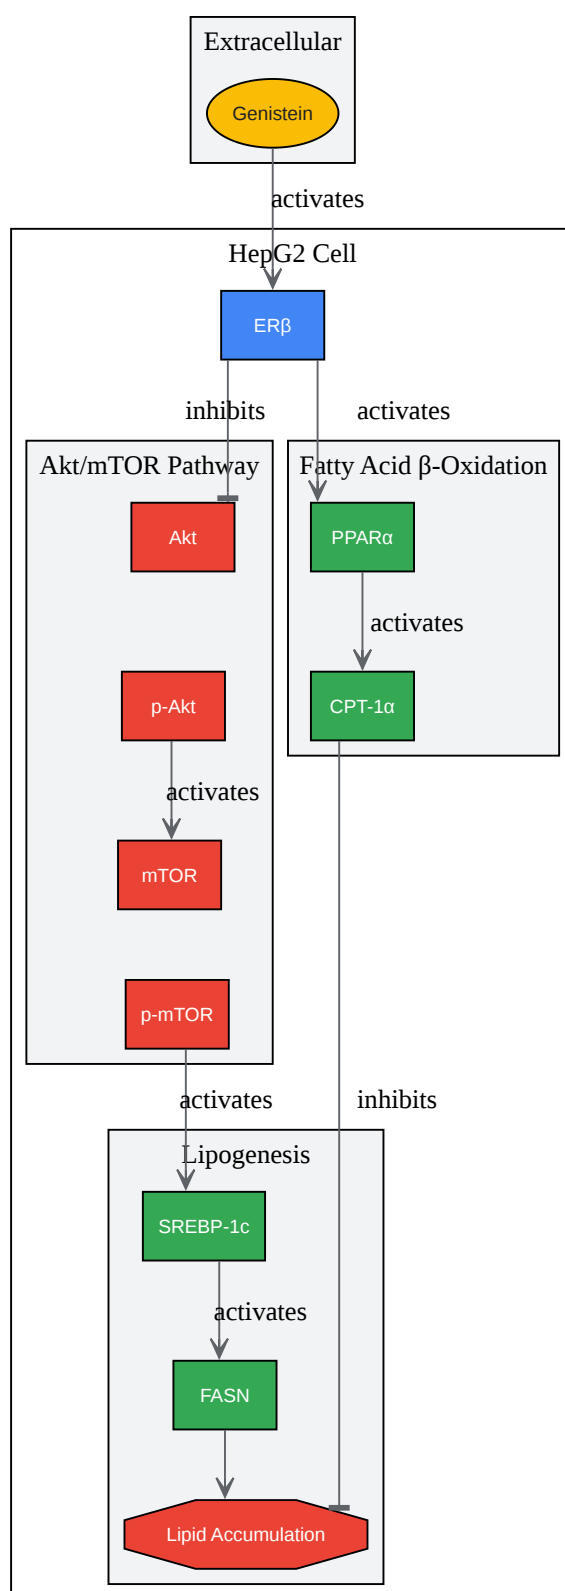 Extracellular
Genistein
activates
HepG2 Cell
ERβ
inhibits
activates
Akt/mTOR Pathway
Fatty Acid β-Oxidation
Akt
PPARα
activates
p-Akt
CPT-1α
activates
mTOR
p-mTOR
activates
inhibits
Lipogenesis
SREBP-1c
activates
FASN
Lipid Accumulation